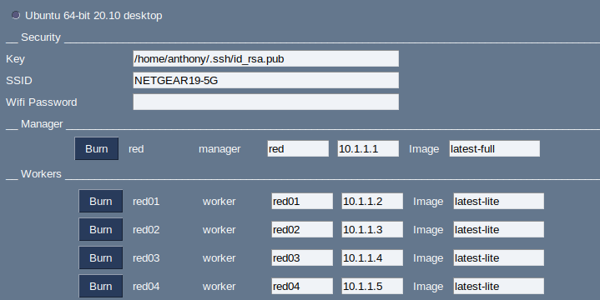 Ubuntu 64-bit 20.10 desktop
__ Security
Key /home/anthony/.ssh/id_rsa.pub
SSID NETGEAR19-5G
Wifi Password
__ Manager
Burn red manager red 10.1.1.1 Image latest-full
__ Workers
Burn red01 worker red01 10.1.1.2 Image latest-lite
Burn red02 worker red02 10.1.1.3 Image latest-lite
Burn red03 worker red03 10.1.1.4 Image latest-lite
Burn red04 worker red04 10.1.1.5 Image latest-lite